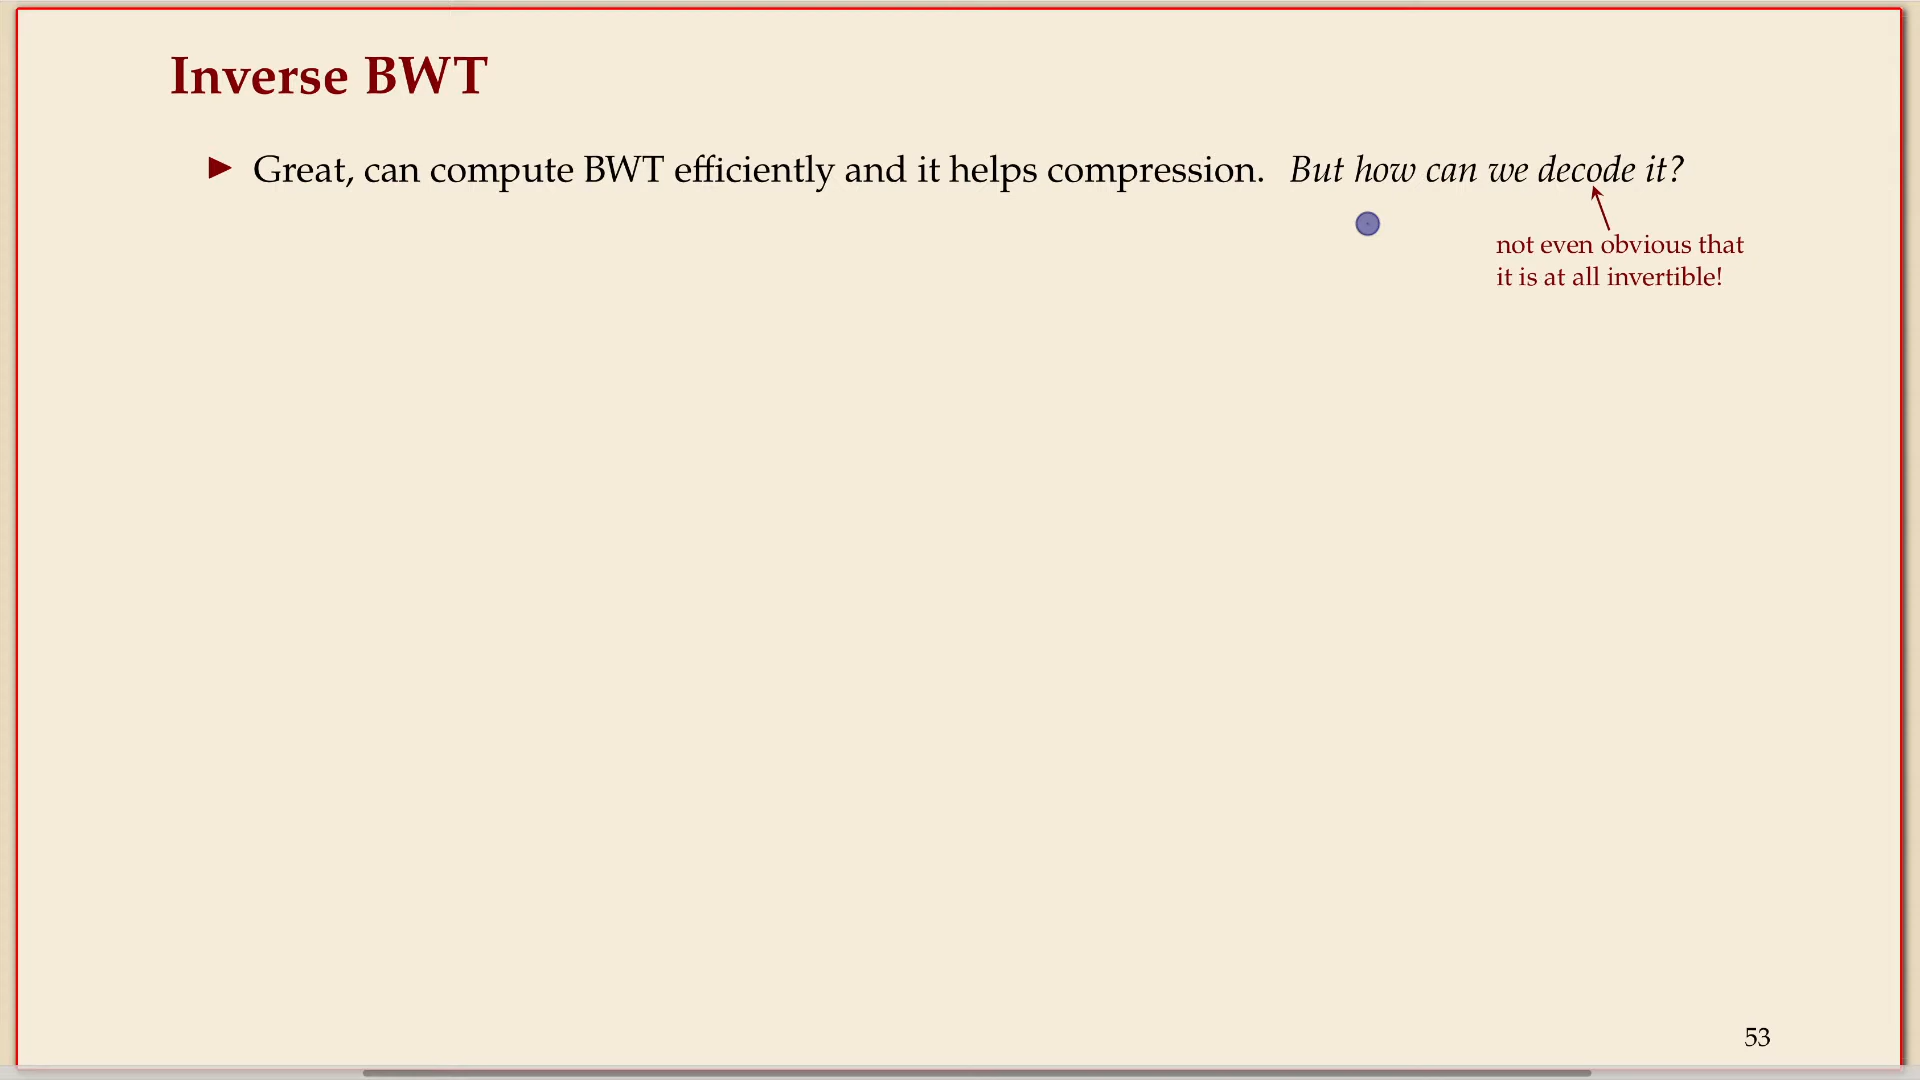 Inverse BWT
Great, can compute BWT efficiently and it helps compression. But how can we decode it?
not even obvious that
it is at all invertible!
53